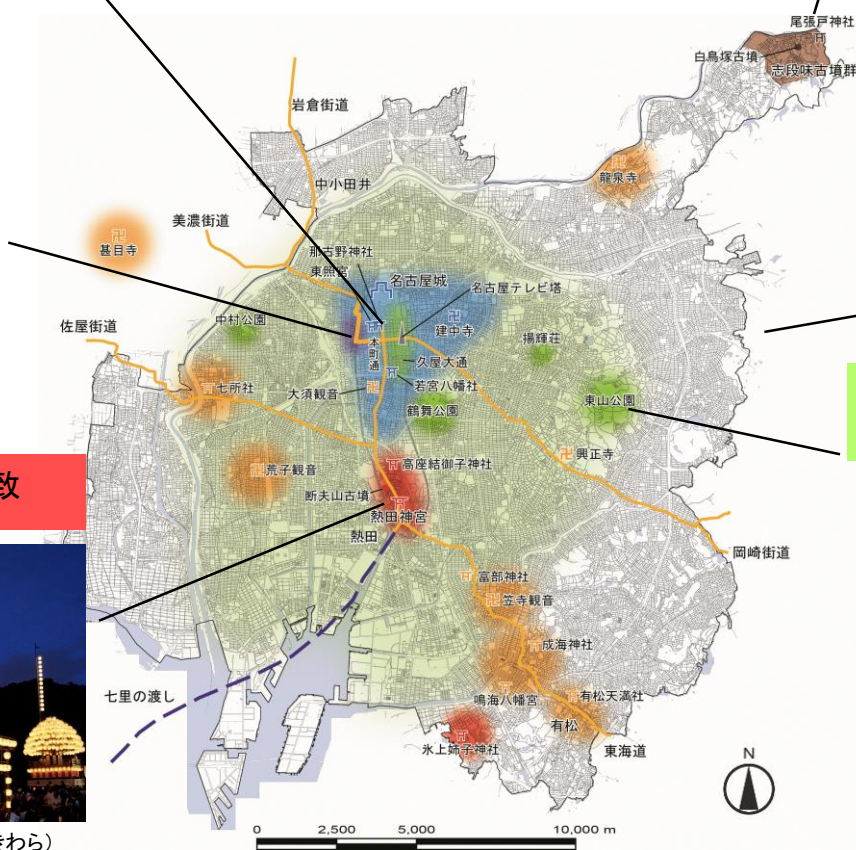 尾張戸神社
白鳥塚古墳
志段味古墳群
岩倉街道
龍泉寺
中小田井
美濃街道
甚目寺
那古野神社
東照宮
名古屋城
名古屋テレビ塔
中村公園
建中寺
佐屋街道
揚輝荘
本町通
久屋大通
七所社
大須観音
若宮八幡社
東山公園
鶴舞公園
興正寺
致
荒子観音
高座結御子神社
断夫山古墳
熱田神宮
熱田
岡崎街道
富部神社
笠寺観音
成海神社
七里の渡し
鳴海八幡宮
有松天満社
有松
氷上姉子神社
東海道
N
0 2,500 5,000 10,000 m
きわら)